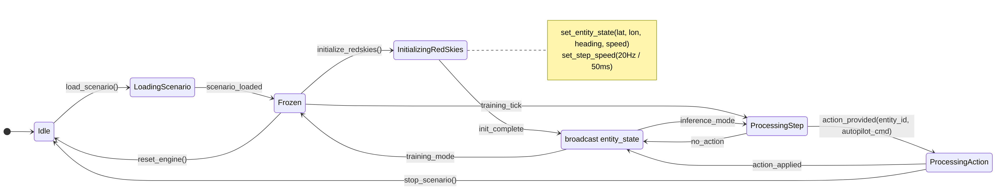 set_entity_state(lat, lon,
heading, speed)
set_step_speed(20Hz /
50ms)
initialize_redskies()
InitializingRedSkies
load_scenario()
LoadingScenario
scenario_loaded
Frozen
training_tick
init_complete
inference_mode
ProcessingStep
action_provided(entity_id,
autopilot_cmd)
Idle
broadcast entity_state
no_action
reset_engine()
training_mode
action_applied
ProcessingAction
stop_scenario()